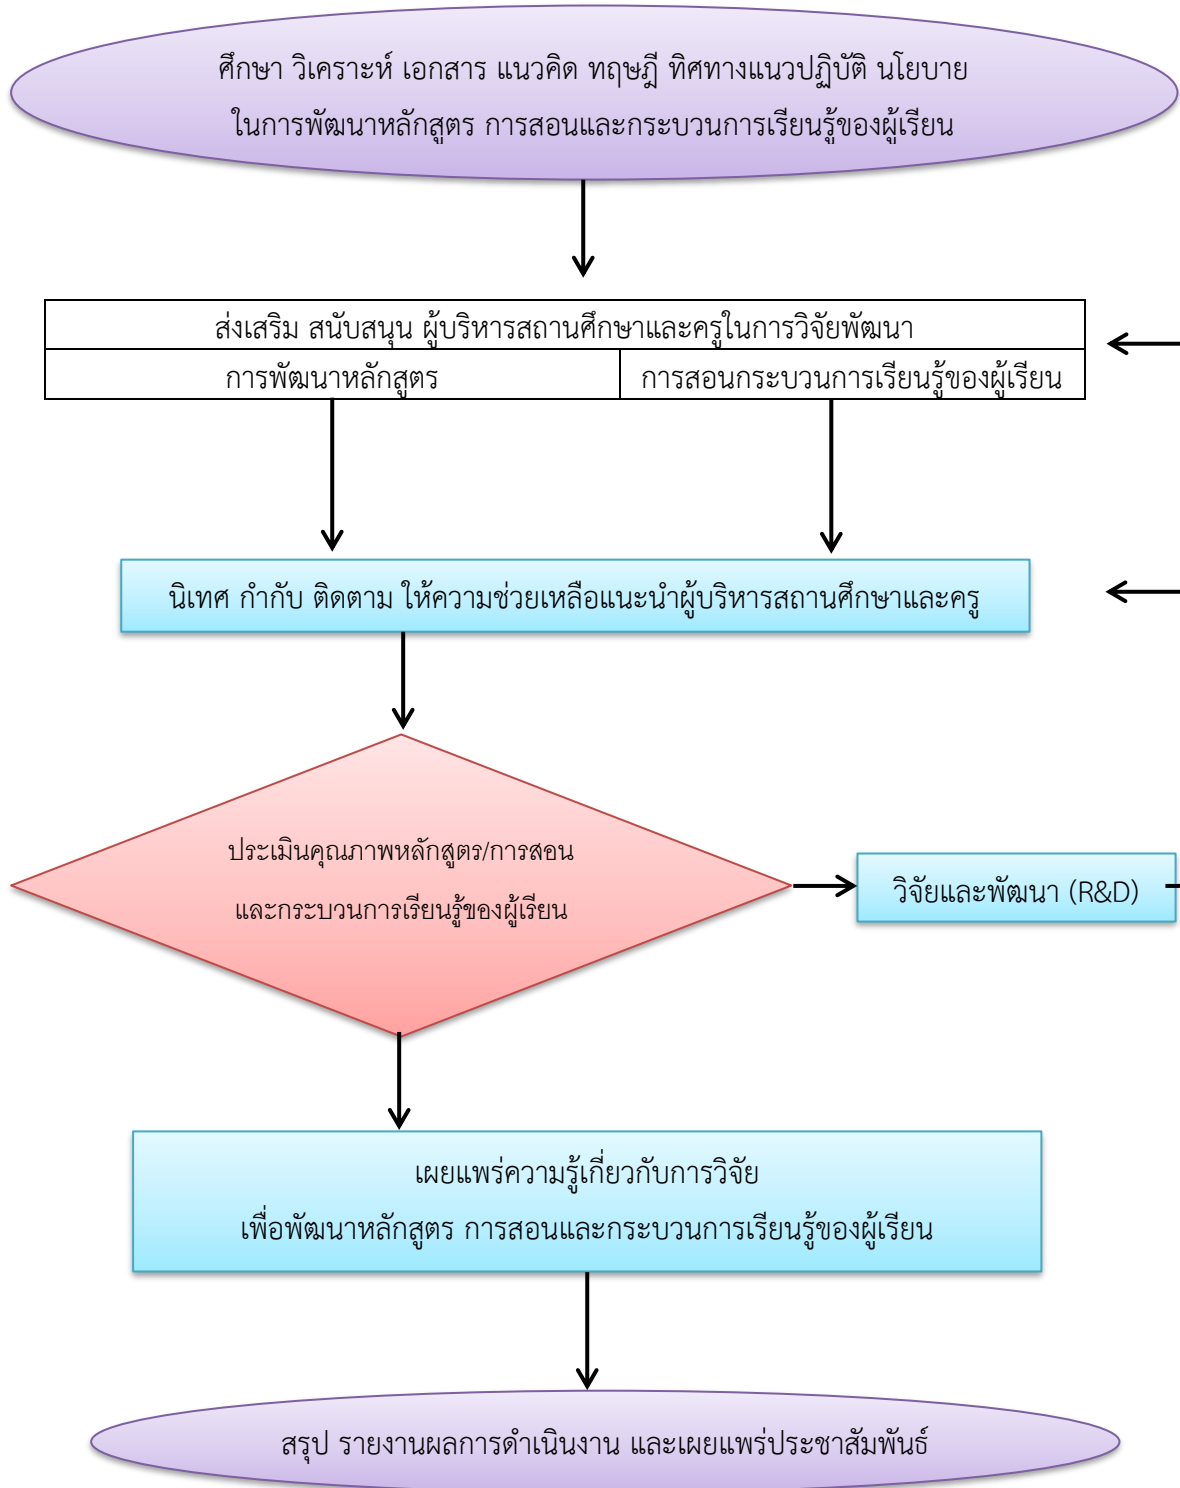 ศึกษา วิเคราะห์ เอกสาร แนวคิด ทฤษฎี ทิศทางแนวปฏิบัติ นโยบาย
ในการพัฒนาหลักสูตร การสอนและกระบวนการเรียนรู้ของผู้เรียน
ส่งเสริม สนับสนุน ผู้บริหารสถานศึกษาและครูในการวิจัยพัฒนา
การพัฒนาหลักสูตร
การสอนกระบวนการเรียนรู้ของผู้เรียน
นิเทศ กำกับ ติดตาม ให้ความช่วยเหลือแนะนำผู้บริหารสถานศึกษาและครู
ประเมินคุณภาพหลักสูตร/การสอน
และกระบวนการเรียนรู้ของผู้เรียน
วิจัยและพัฒนา (R&D)
เผยแพร่ความรู้เกี่ยวกับการวิจัย
เพื่อพัฒนาหลักสูตร การสอนและกระบวนการเรียนรู้ของผู้เรียน
สรุป รายงานผลการดำเนินงาน และเผยแพร่ประชาสัมพันธ์